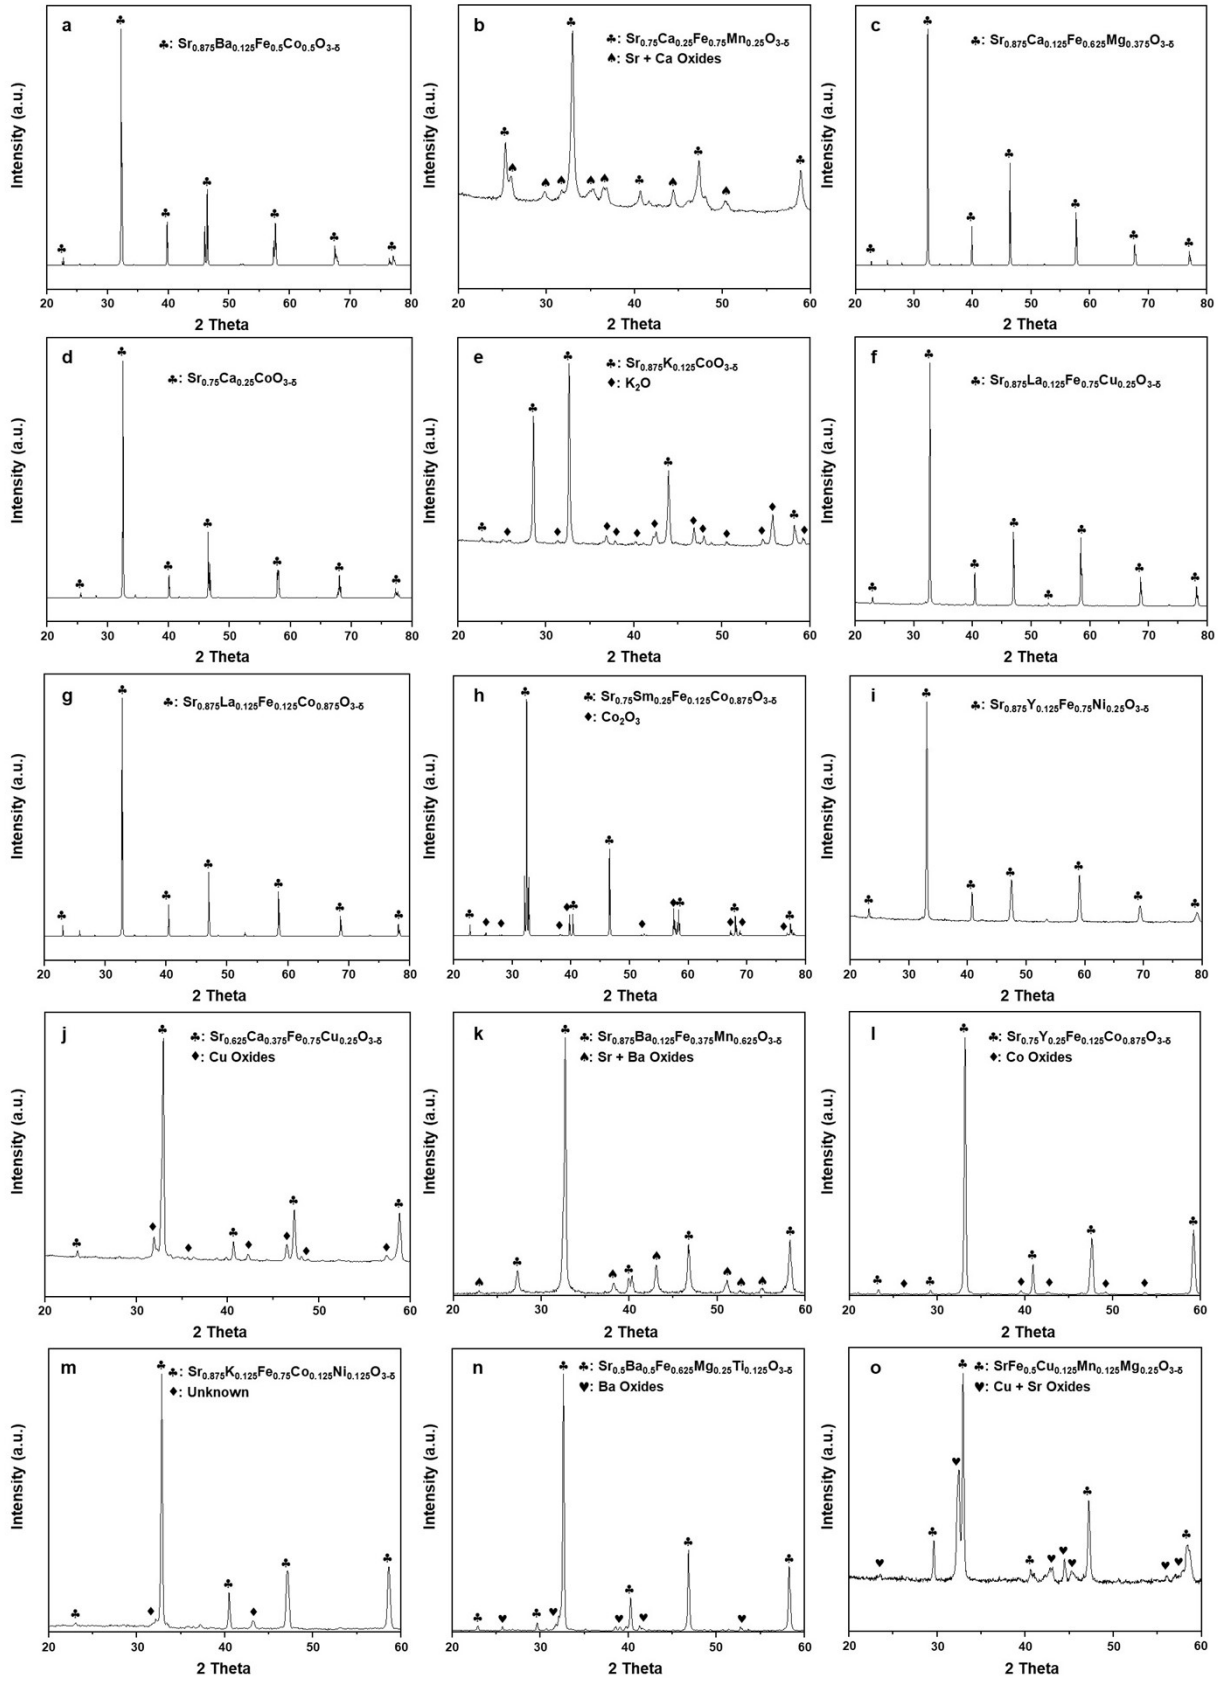 a
♣: Sr₀.₈₇₅Ba₀.₁₂₅Fe₀.₅Co₀.₅O₃₋δ
Intensity (a.u.)
20 30 40 50 60 70 80
2 Theta
b
♣: Sr₀.₇₅Ca₀.₂₅Fe₀.₇₅Mn₀.₂₅O₃₋δ
♠: Sr + Ca Oxides
Intensity (a.u.)
20 30 40 50 60
2 Theta
c
♣: Sr₀.₈₇₅Ca₀.₁₂₅Fe₀.₆₂₅Mg₀.₃₇₅O₃₋δ
Intensity (a.u.)
20 30 40 50 60 70 80
2 Theta
d
♣: Sr₀.₇₅Ca₀.₂₅CoO₃₋δ
Intensity (a.u.)
20 30 40 50 60 70 80
2 Theta
e
♣: Sr₀.₈₇₅K₀.₁₂₅CoO₃₋δ
♦: K₂O
Intensity (a.u.)
20 30 40 50 60
2 Theta
f
♣: Sr₀.₈₇₅La₀.₁₂₅Fe₀.₇₅Cu₀.₂₅O₃₋δ
Intensity (a.u.)
20 30 40 50 60 70 80
2 Theta
g
♣: Sr₀.₈₇₅La₀.₁₂₅Fe₀.₁₂₅Co₀.₈₇₅O₃₋δ
Intensity (a.u.)
20 30 40 50 60 70 80
2 Theta
h
♣: Sr₀.₇₅Sm₀.₂₅Fe₀.₁₂₅Co₀.₈₇₅O₃₋δ
♦: Co₂O₃
Intensity (a.u.)
20 30 40 50 60 70 80
2 Theta
i
♣: Sr₀.₈₇₅Y₀.₁₂₅Fe₀.₇₅Ni₀.₂₅O₃₋δ
Intensity (a.u.)
20 30 40 50 60 70 80
2 Theta
j
♣: Sr₀.₆₂₅Ca₀.₃₇₅Fe₀.₇₅Cu₀.₂₅O₃₋δ
♦: Cu Oxides
Intensity (a.u.)
20 30 40 50 60
2 Theta
k
♣: Sr₀.₈₇₅Ba₀.₁₂₅Fe₀.₃₇₅Mn₀.₆₂₅O₃₋δ
♠: Sr + Ba Oxides
Intensity (a.u.)
20 30 40 50 60
2 Theta
l
♣: Sr₀.₇₅Y₀.₂₅Fe₀.₁₂₅Co₀.₈₇₅O₃₋δ
♦: Co Oxides
Intensity (a.u.)
20 30 40 50 60
2 Theta
m
♣: Sr₀.₈₇₅K₀.₁₂₅Fe₀.₇₅Co₀.₁₂₅Ni₀.₁₂₅O₃₋δ
♦: Unknown
Intensity (a.u.)
20 30 40 50 60
2 Theta
n
♣: Sr₀.₅Ba₀.₅Fe₀.₆₂₅Mg₀.₂₅Ti₀.₁₂₅O₃₋δ
♥: Ba Oxides
Intensity (a.u.)
20 30 40 50 60
2 Theta
o
♣: SrFe₀.₅Cu₀.₁₂₅Mn₀.₁₂₅Mg₀.₂₅O₃₋δ
♥: Cu + Sr Oxides
Intensity (a.u.)
20 30 40 50 60
2 Theta